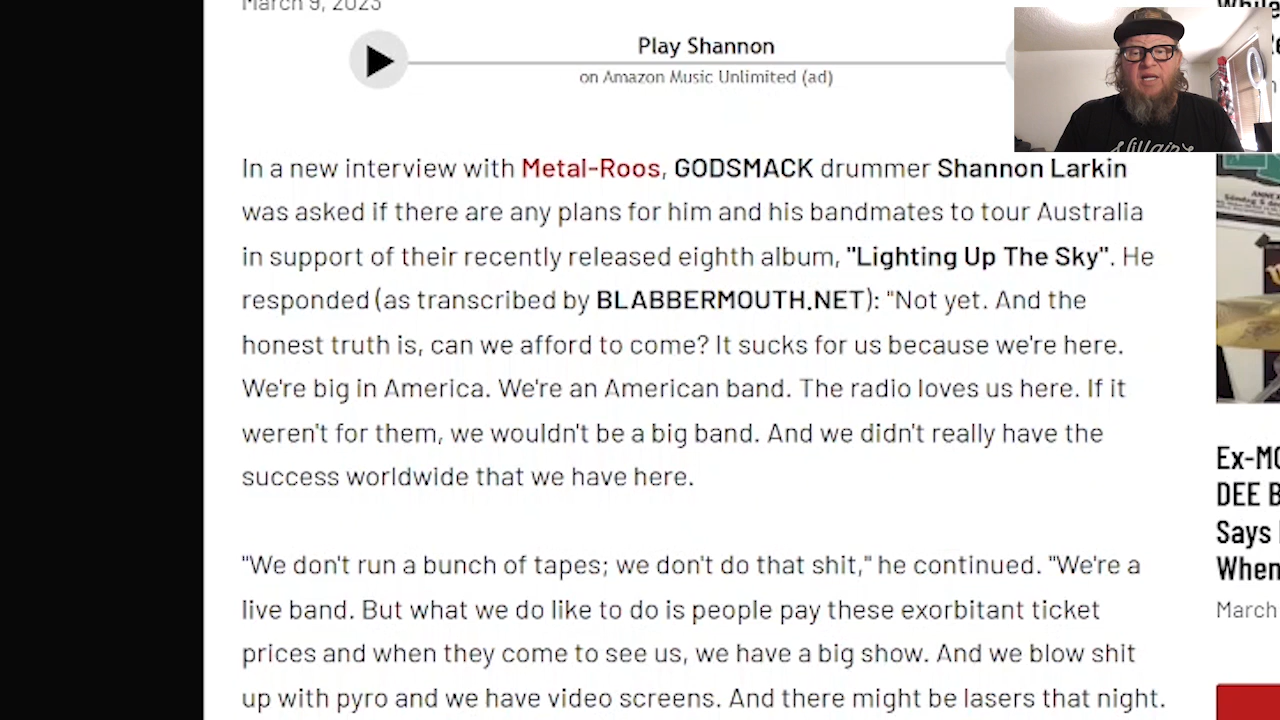 March 9, 2023
Play Shannon
on Amazon Music Unlimited (ad)
In a new interview with Metal-Roos, GODSMACK drummer Shannon Larkin
was asked if there are any plans for him and his bandmates to tour Australia
in support of their recently released eighth album, "Lighting Up The Sky". He
responded (as transcribed by BLABBERMOUTH.NET): "Not yet. And the
honest truth is, can we afford to come? It sucks for us because we're here.
We're big in America. We're an American band. The radio loves us here. If it
weren't for them, we wouldn't be a big band. And we didn't really have the
success worldwide that we have here.
"We don't run a bunch of tapes; we don't do that shit," he continued. "We're a
live band. But what we do like to do is people pay these exorbitant ticket
prices and when they come to see us, we have a big show. And we blow shit
up with pyro and we have video screens. And there might be lasers that night.
While
Villain
Ex-MO
DEE B
Says
When
March